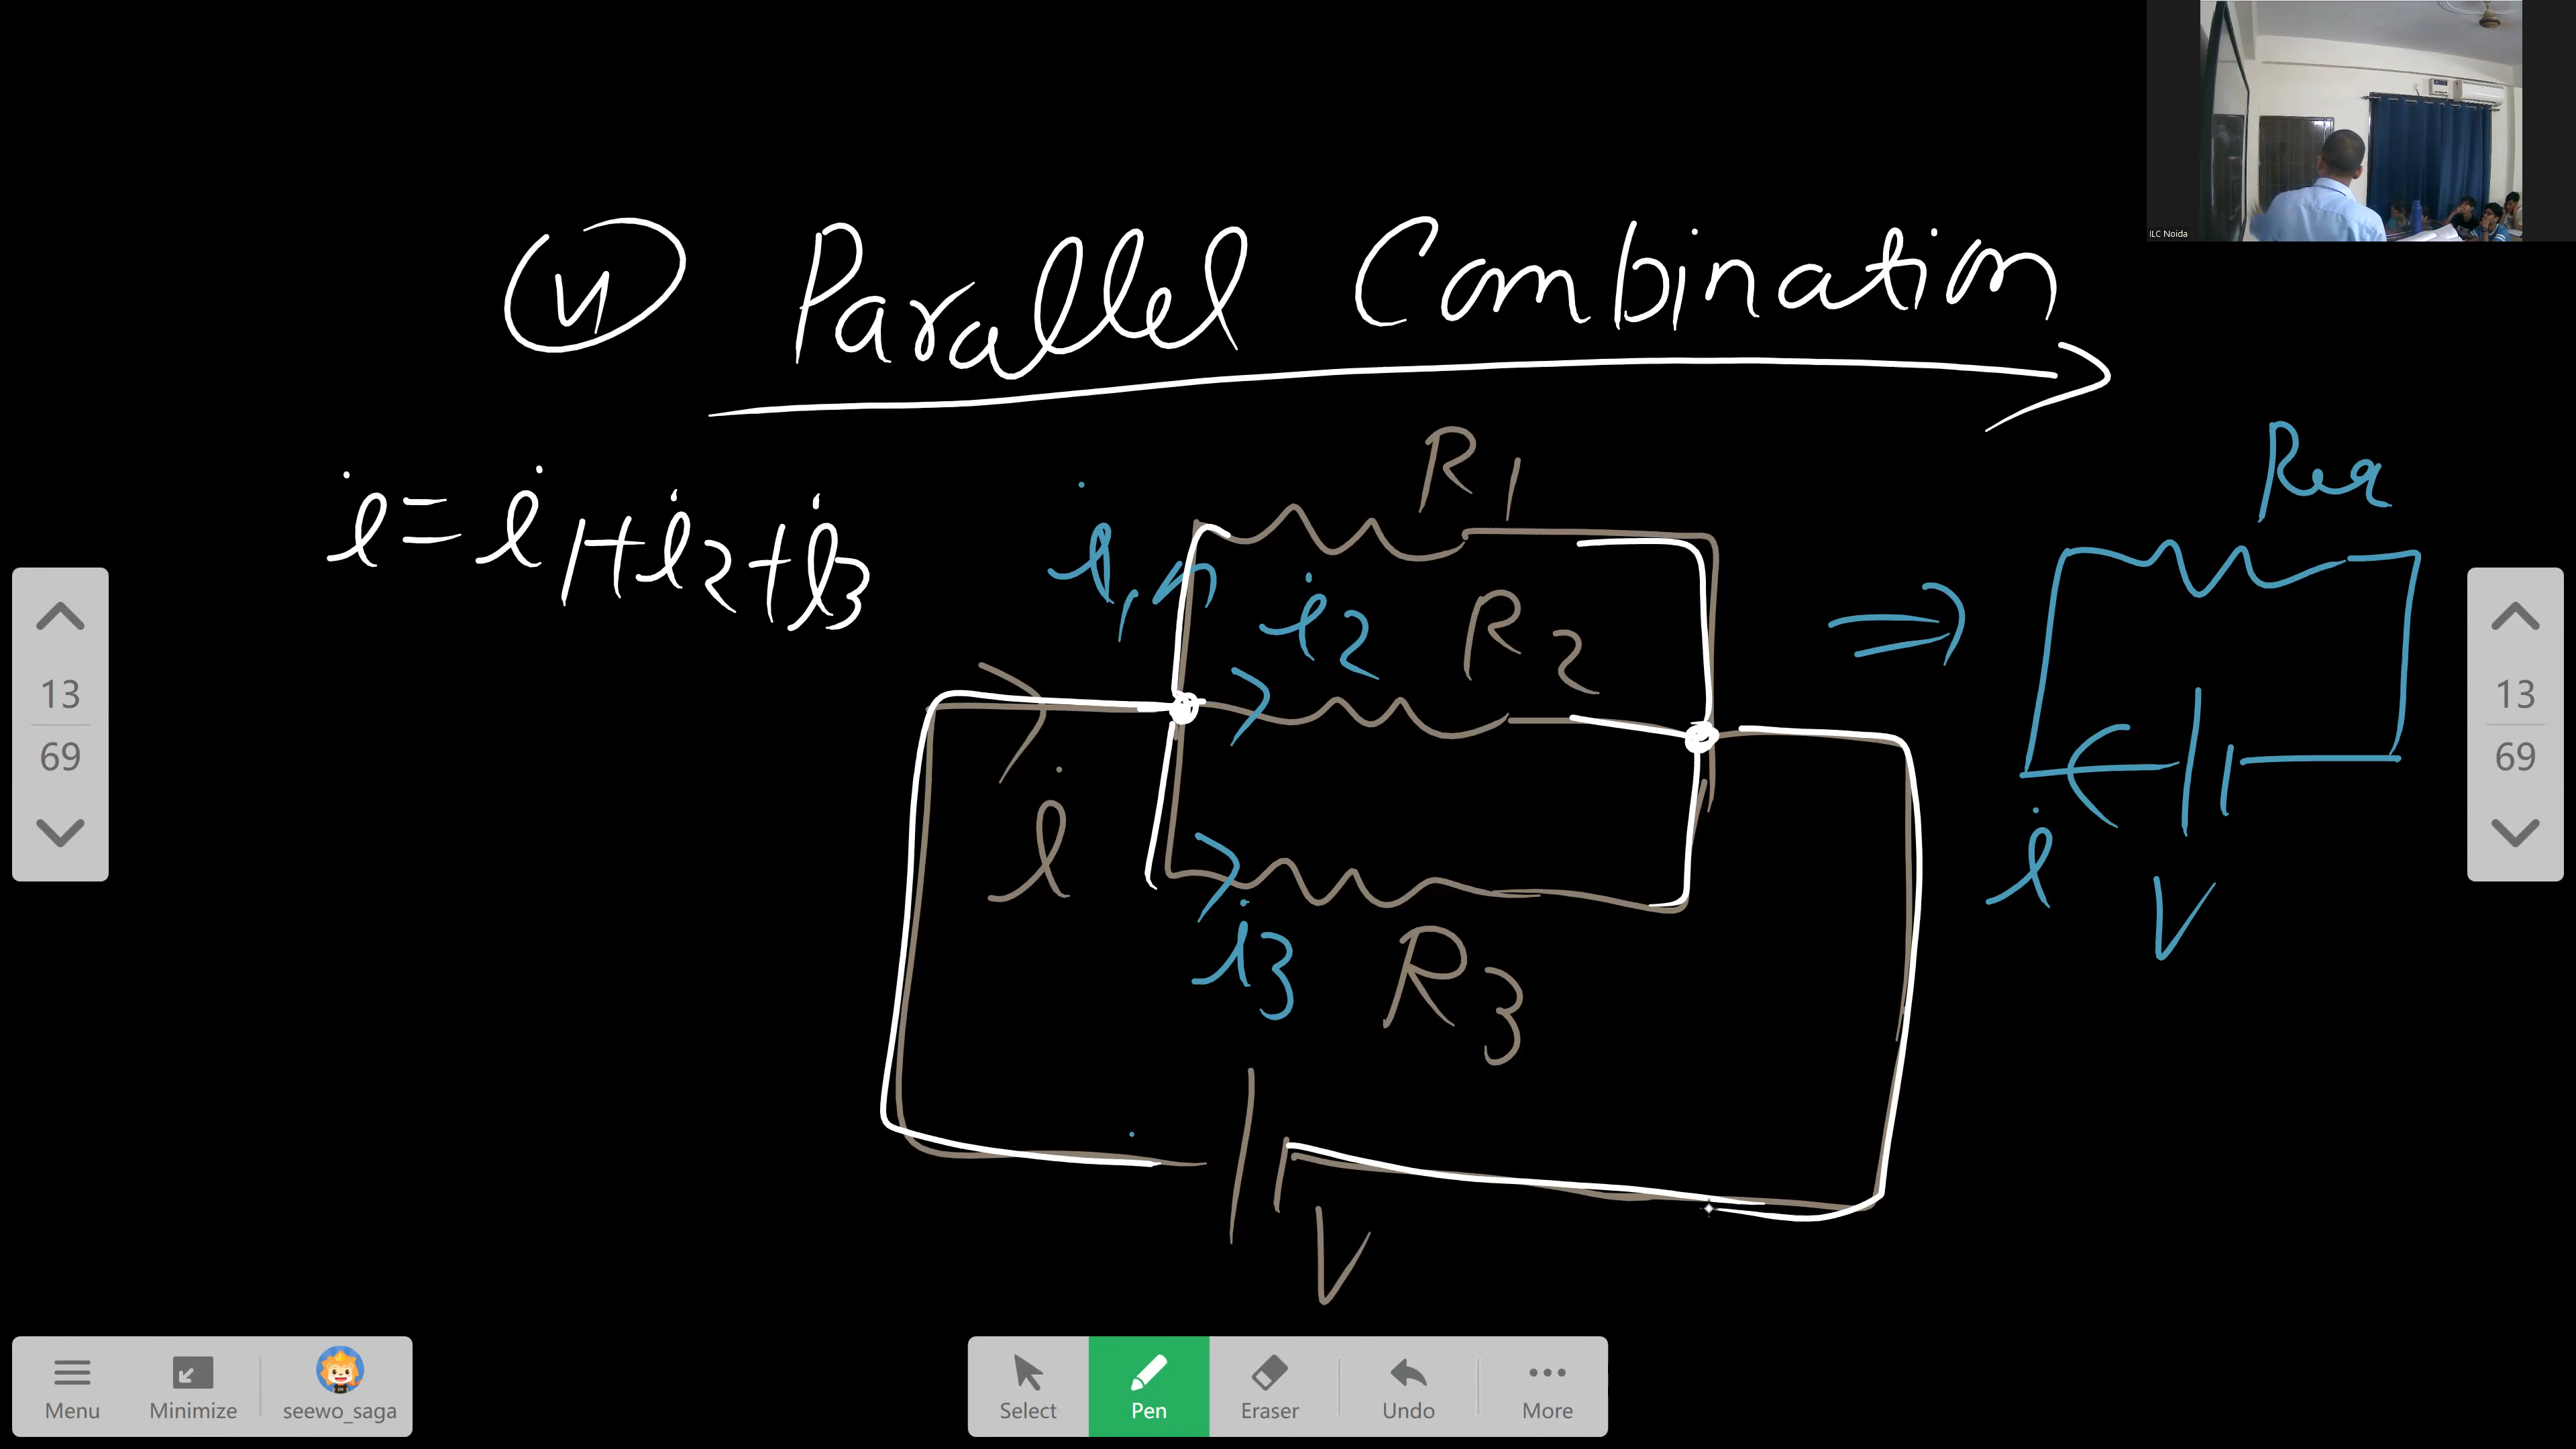 ILC Noida
Parallel Combination
i = i1 + i2 + i3
R1
Req
i1
i2
R2
i
i3
R3
i
V
V
13
69
13
69
Menu
Minimize
seewo_saga
Select
Pen
Eraser
Undo
More